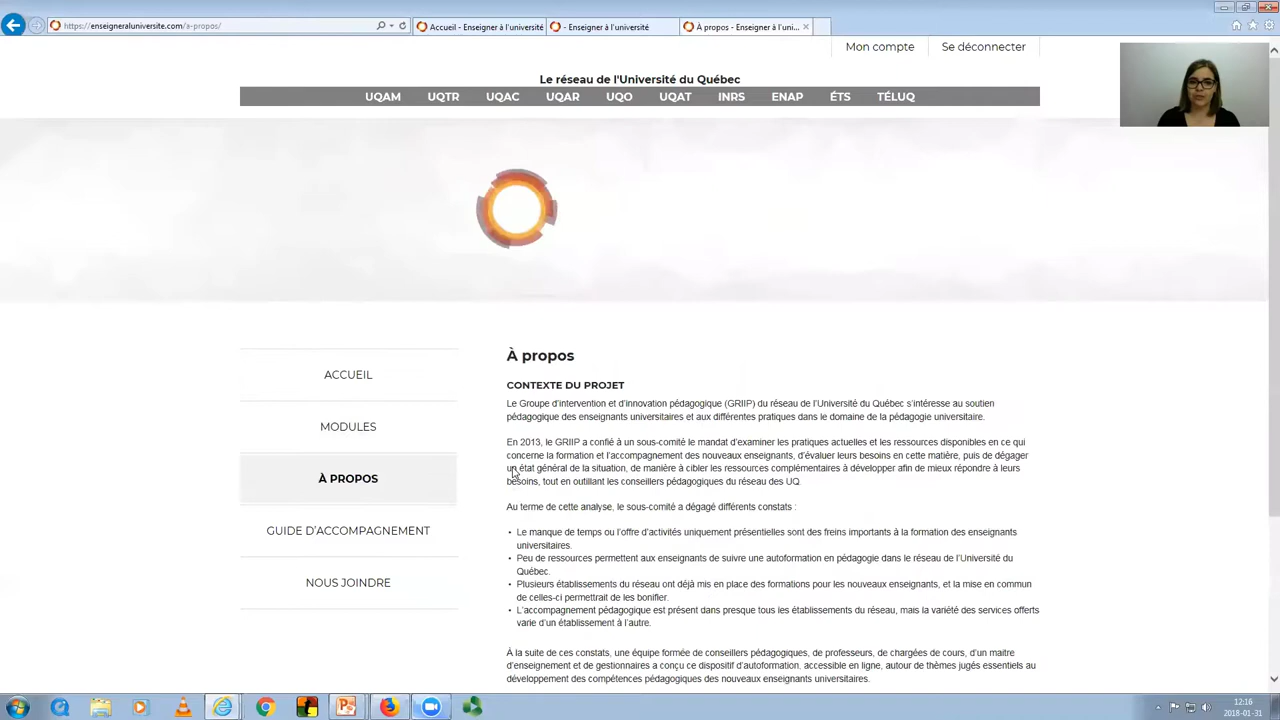 https://enseigneraluniversite.com/a-propos/
Accueil - Enseigner à l'université
- Enseigner à l'université
À propos - Enseigner à l'uni...
Mon compte
Se déconnecter
Le réseau de l'Université du Québec
UQAM UQTR UQAC UQAR UQO UQAT INRS ENAP ÉTS TÉLUQ
ACCUEIL
MODULES
À PROPOS
GUIDE D'ACCOMPAGNEMENT
NOUS JOINDRE
À propos
CONTEXTE DU PROJET
Le Groupe d'intervention et d'innovation pédagogique (GRIIP) du réseau de l'Université du Québec s'intéresse au soutien
pédagogique des enseignants universitaires et aux différentes pratiques dans le domaine de la pédagogie universitaire.
En 2013, le GRIIP a confié à un sous-comité le mandat d'examiner les pratiques actuelles et les ressources disponibles en ce qui
concerne la formation et l'accompagnement des nouveaux enseignants, d'évaluer leurs besoins en cette matière, puis de dégager
un état général de la situation, de manière à cibler les ressources complémentaires à développer afin de mieux répondre à leurs
besoins, tout en outillant les conseillers pédagogiques du réseau des UQ.
Au terme de cette analyse, le sous-comité a dégagé différents constats :
• Le manque de temps ou l'offre d'activités uniquement présentielles sont des freins importants à la formation des enseignants
universitaires.
• Peu de ressources permettent aux enseignants de suivre une autoformation en pédagogie dans le réseau de l'Université du
Québec.
• Plusieurs établissements du réseau ont déjà mis en place des formations pour les nouveaux enseignants, et la mise en commun
de celles-ci permettrait de les bonifier.
• L'accompagnement pédagogique est présent dans presque tous les établissements du réseau, mais la variété des services offerts
varie d'un établissement à l'autre.
À la suite de ces constats, une équipe formée de conseillers pédagogiques, de professeurs, de chargées de cours, d'un maitre
d'enseignement et de gestionnaires a conçu ce dispositif d'autoformation, accessible en ligne, autour de thèmes jugés essentiels au
développement des compétences pédagogiques des nouveaux enseignants universitaires.
12:16
2018-01-31